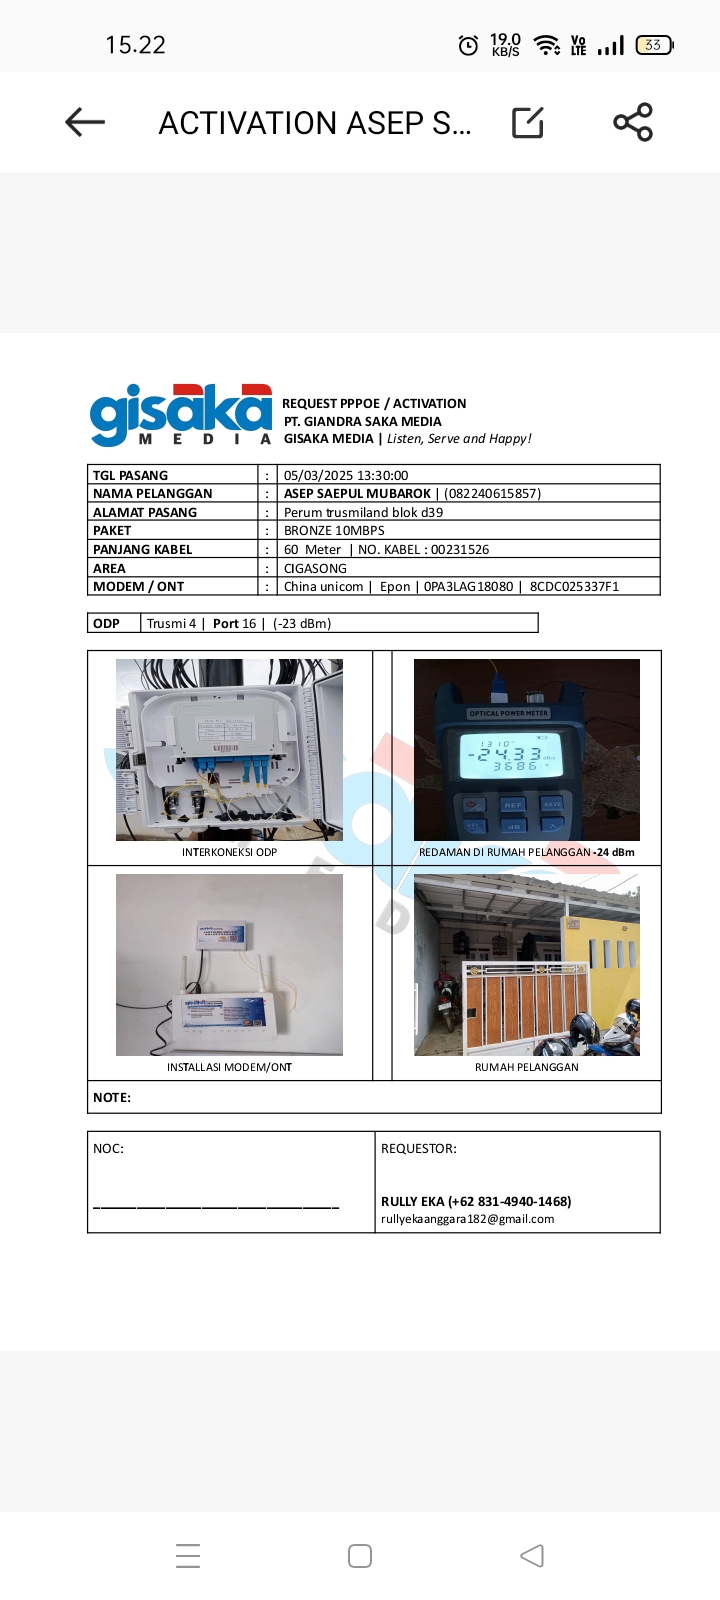 15.22
19.0
KB/S
Vo
LTE
33
ACTIVATION ASEP S...
gisaka
MEDIA
REQUEST PPPOE / ACTIVATION
PT. GIANDRA SAKA MEDIA
GISAKA MEDIA | Listen, Serve and Happy!
TGL PASANG : 05/03/2025 13:30:00
NAMA PELANGGAN : ASEP SAEPUL MUBAROK | (082240615857)
ALAMAT PASANG : Perum trusmiland blok d39
PAKET : BRONZE 10MBPS
PANJANG KABEL : 60 Meter | NO. KABEL : 00231526
AREA : CIGASONG
MODEM / ONT : China unicom | Epon | 0PA3LAG18080 | 8CDC025337F1
ODP Trusmi 4 | Port 16 | (-23 dBm)
OPTICAL POWER METER
1310
-24.33 dBm
3.686
REF
SAVE
dB
λ
INTERKONEKSI ODP
REDAMAN DI RUMAH PELANGGAN -24 dBm
gisaka
INSTALLASI MODEM/ONT
RUMAH PELANGGAN
NOTE:
NOC:
REQUESTOR:
RULLY EKA (+62 831-4940-1468)
rullyekaanggara182@gmail.com